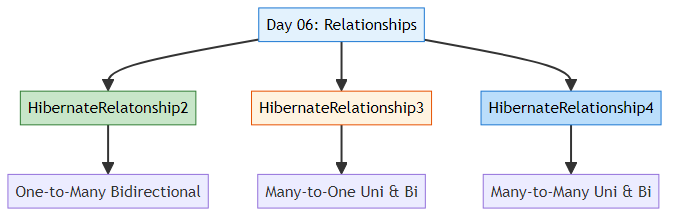 Day 06: Relationships
HibernateRelatonship2
HibernateRelationship3
HibernateRelationship4
One-to-Many Bidirectional
Many-to-One Uni & Bi
Many-to-Many Uni & Bi